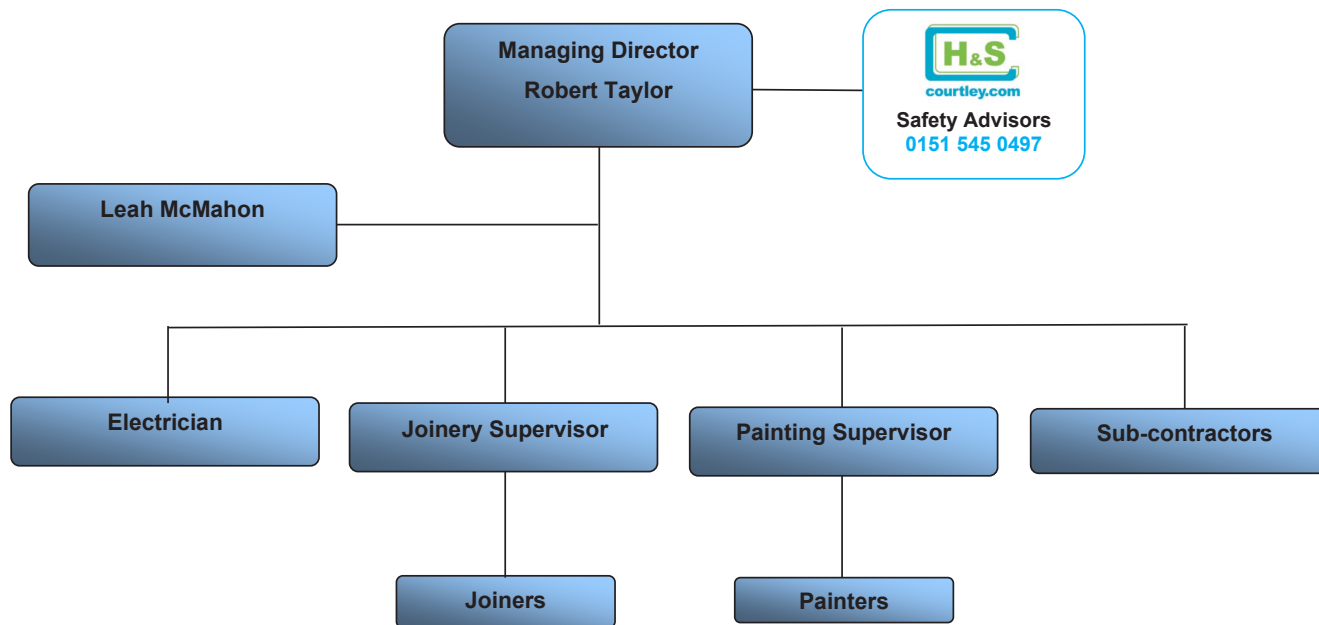 Managing Director
Robert Taylor
H&S
courtley.com
Safety Advisors
0151 545 0497
Leah McMahon
Electrician
Joinery Supervisor
Painting Supervisor
Sub-contractors
Joiners
Painters